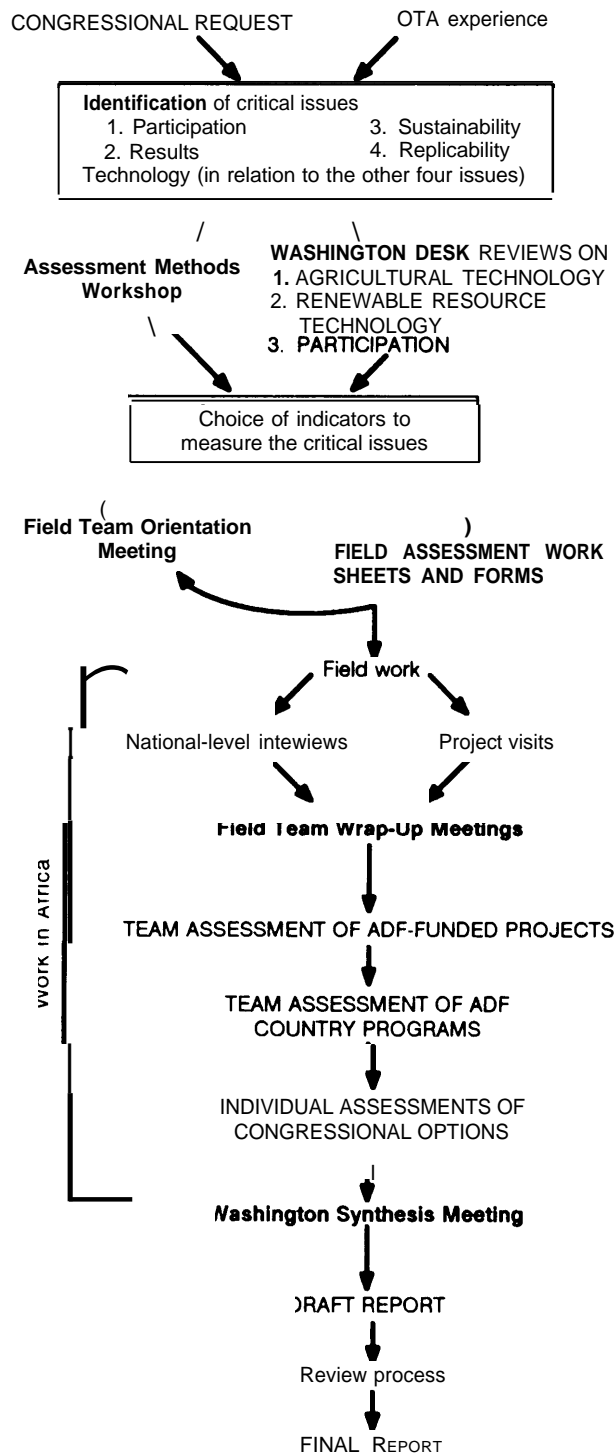 CONGRESSIONAL REQUEST OTA experience
Identification of critical issues
1. Participation 3. Sustainability
2. Results 4. Replicability
Technology (in relation to the other four issues)
Assessment Methods
Workshop
WASHINGTON DESK REVIEWS ON
1. AGRICULTURAL TECHNOLOGY
2. RENEWABLE RESOURCE
TECHNOLOGY
3. PARTICIPATION
Choice of indicators to
measure the critical issues
Field Team Orientation
Meeting
FIELD ASSESSMENT WORK
SHEETS AND FORMS
Field work
National-level intewiews Project visits
Field Team Wrap-Up Meetings
Work in Africa
TEAM ASSESSMENT OF ADF-FUNDED PROJECTS
TEAM ASSESSMENT OF ADF
COUNTRY PROGRAMS
INDIVIDUAL ASSESSMENTS OF
CONGRESSIONAL OPTIONS
Washington Synthesis Meeting
DRAFT REPORT
Review process
FINAL REPORT